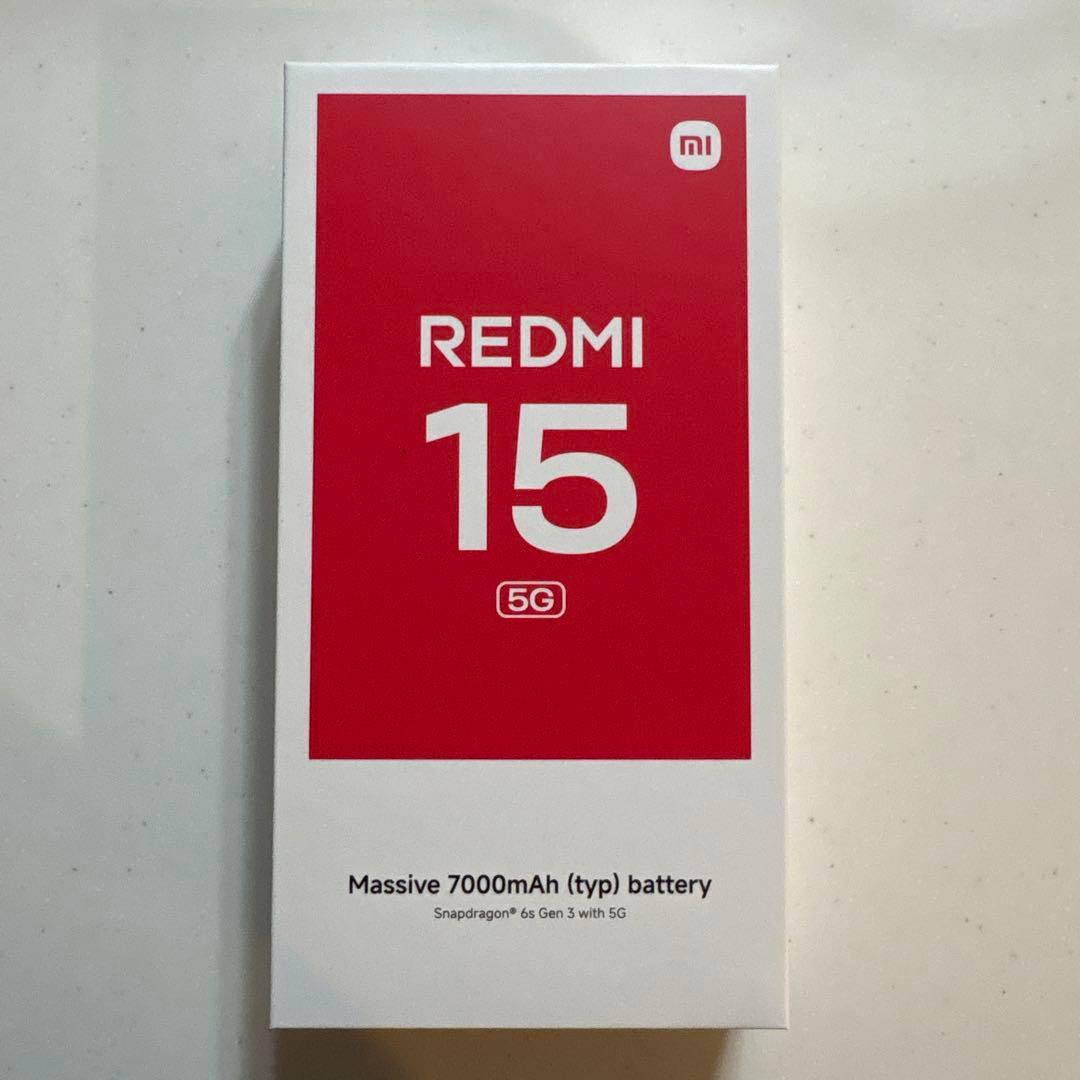 mi
REDMI
15
5G
Massive 7000mAh (typ) battery
Snapdragon® 6s Gen 3 with 5G